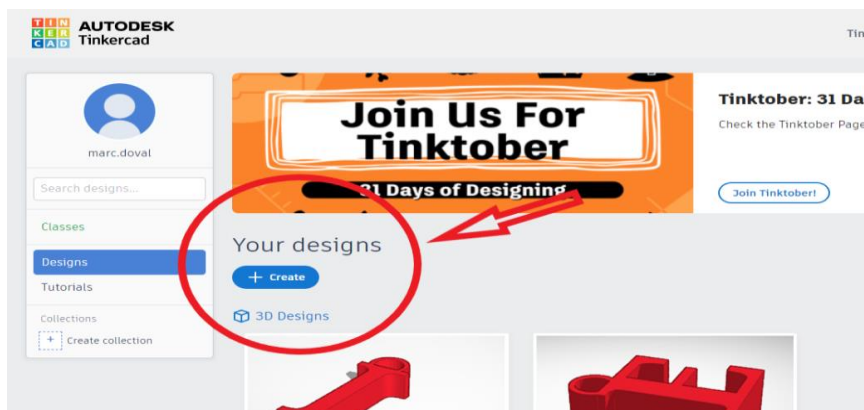 TIN
KER
CAD
AUTODESK
Tinkercad
Tin
marc.doval
Search designs...
Classes
Designs
Tutorials
Collections
+ Create collection
Join Us For
Tinktober
31 Days of Designing
Tinktober: 31 Da
Check the Tinktober Page
Join Tinktober!
Your designs
+ Create
3D Designs